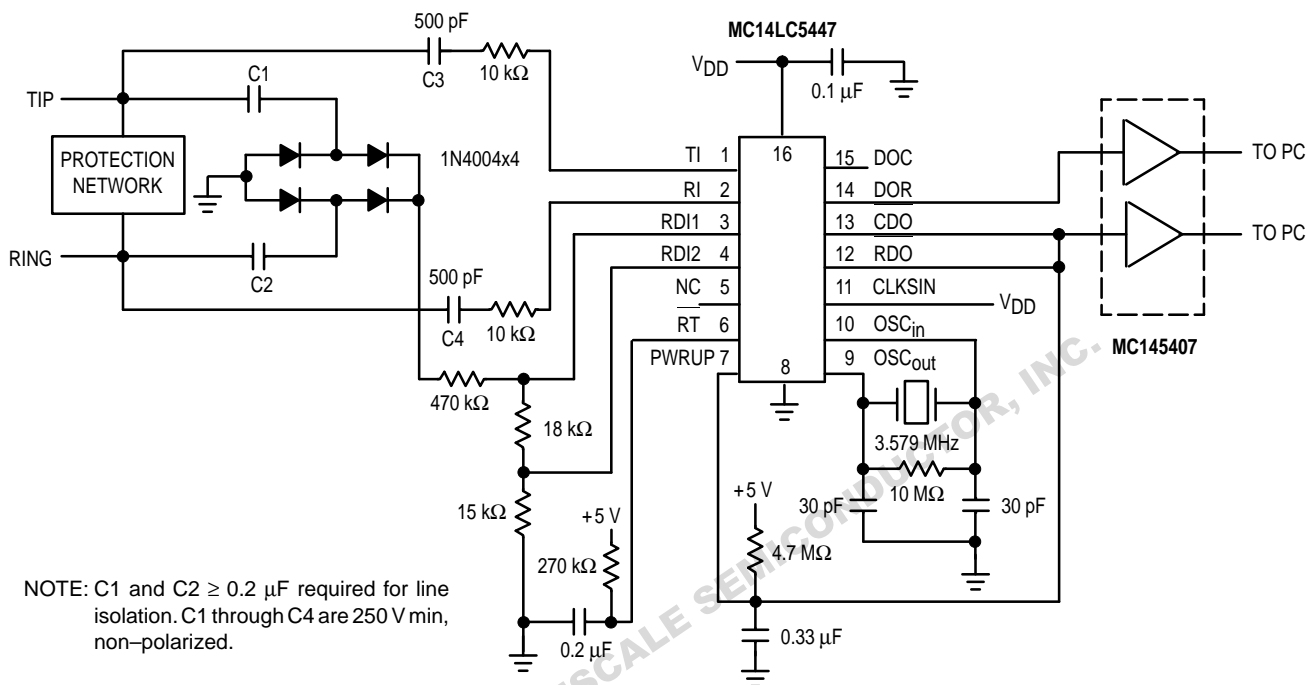 500 pF
MC14LC5447
C1
C3
10 kΩ
VDD
0.1 µF
TIP
PROTECTION
NETWORK
1N4004x4
TI 1
16
15 DOC
RI 2
14 DOR
RDI1 3
13 CDO
RDI2 4
12 RDO
NC 5
11 CLKSIN
VDD
RT 6
10 OSCin
PWRUP 7
8
9 OSCout
TO PC
TO PC
MC145407
RING
C2
500 pF
C4
10 kΩ
470 kΩ
18 kΩ
15 kΩ
+5 V
270 kΩ
0.2 µF
3.579 MHz
10 MΩ
30 pF
30 pF
+5 V
4.7 MΩ
0.33 µF
NOTE: C1 and C2 ≥ 0.2 µF required for line
isolation. C1 through C4 are 250 V min,
non–polarized.
SCALE SEMICONDUCTOR, INC.